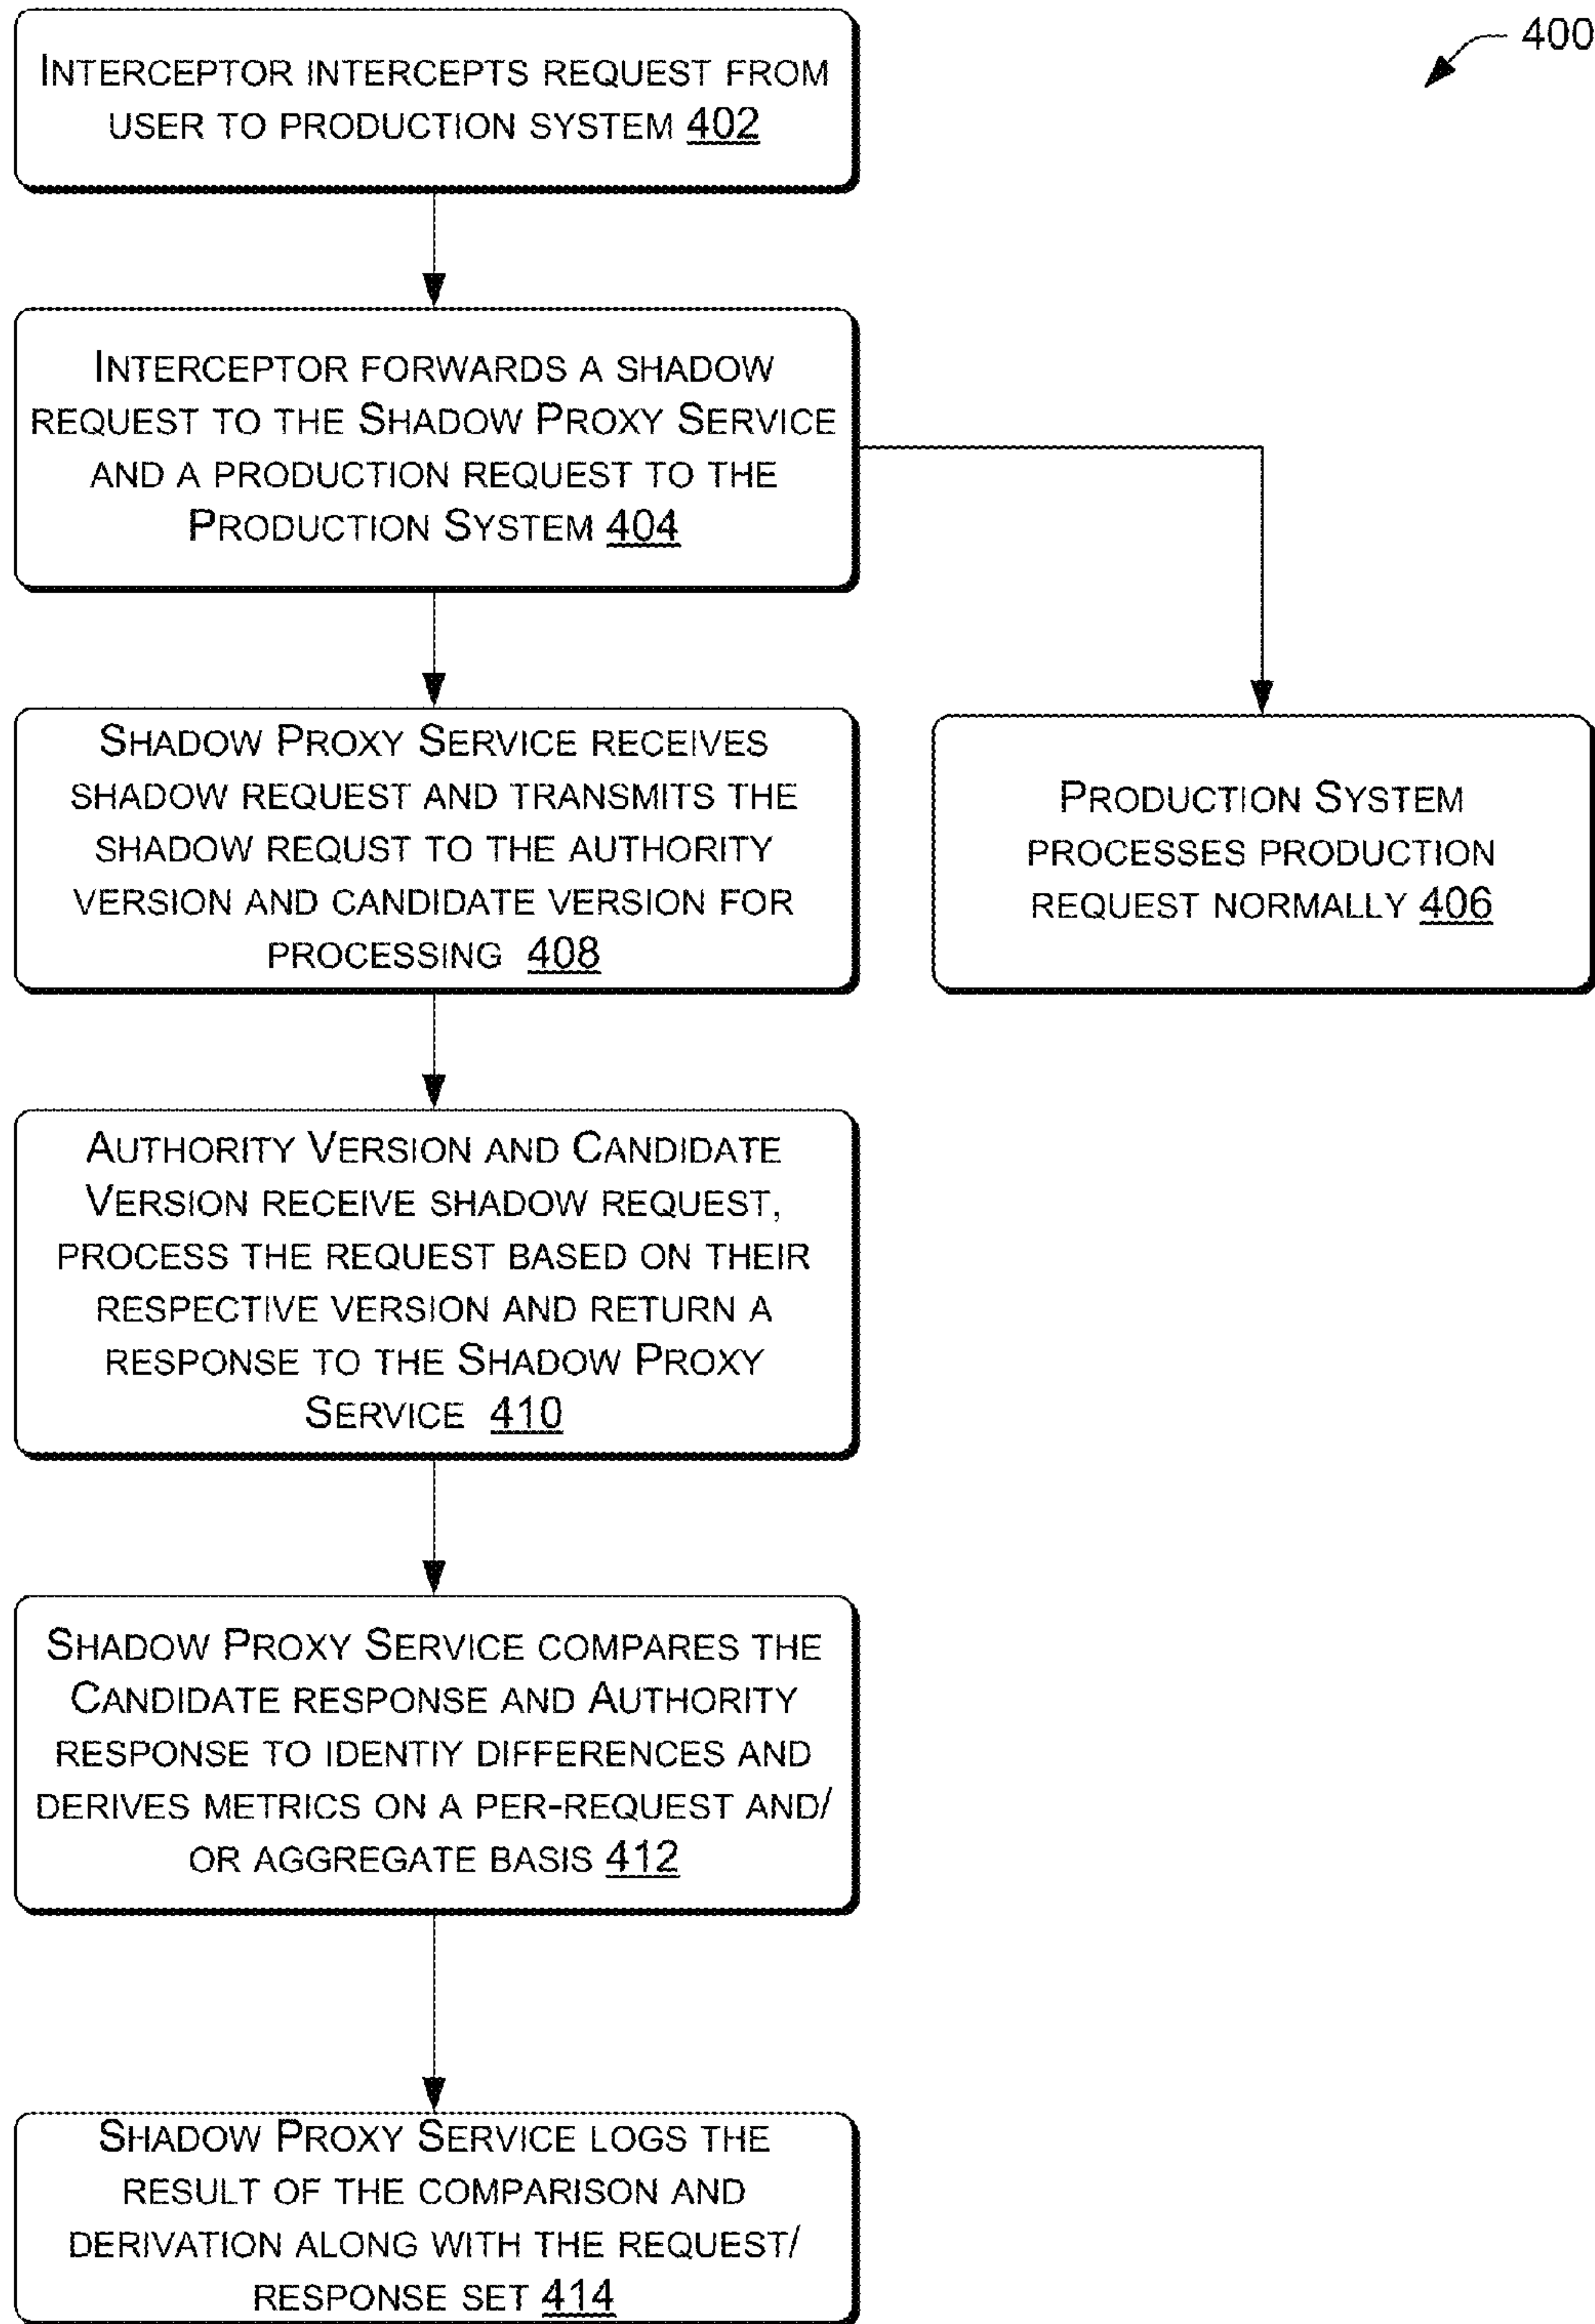 400
INTERCEPTOR INTERCEPTS REQUEST FROM
USER TO PRODUCTION SYSTEM 402
INTERCEPTOR FORWARDS A SHADOW
REQUEST TO THE SHADOW PROXY SERVICE
AND A PRODUCTION REQUEST TO THE
PRODUCTION SYSTEM 404
SHADOW PROXY SERVICE RECEIVES
SHADOW REQUEST AND TRANSMITS THE
SHADOW REQUST TO THE AUTHORITY
VERSION AND CANDIDATE VERSION FOR
PROCESSING 408
PRODUCTION SYSTEM
PROCESSES PRODUCTION
REQUEST NORMALLY 406
AUTHORITY VERSION AND CANDIDATE
VERSION RECEIVE SHADOW REQUEST,
PROCESS THE REQUEST BASED ON THEIR
RESPECTIVE VERSION AND RETURN A
RESPONSE TO THE SHADOW PROXY
SERVICE 410
SHADOW PROXY SERVICE COMPARES THE
CANDIDATE RESPONSE AND AUTHORITY
RESPONSE TO IDENTIY DIFFERENCES AND
DERIVES METRICS ON A PER-REQUEST AND/
OR AGGREGATE BASIS 412
SHADOW PROXY SERVICE LOGS THE
RESULT OF THE COMPARISON AND
DERIVATION ALONG WITH THE REQUEST/
RESPONSE SET 414